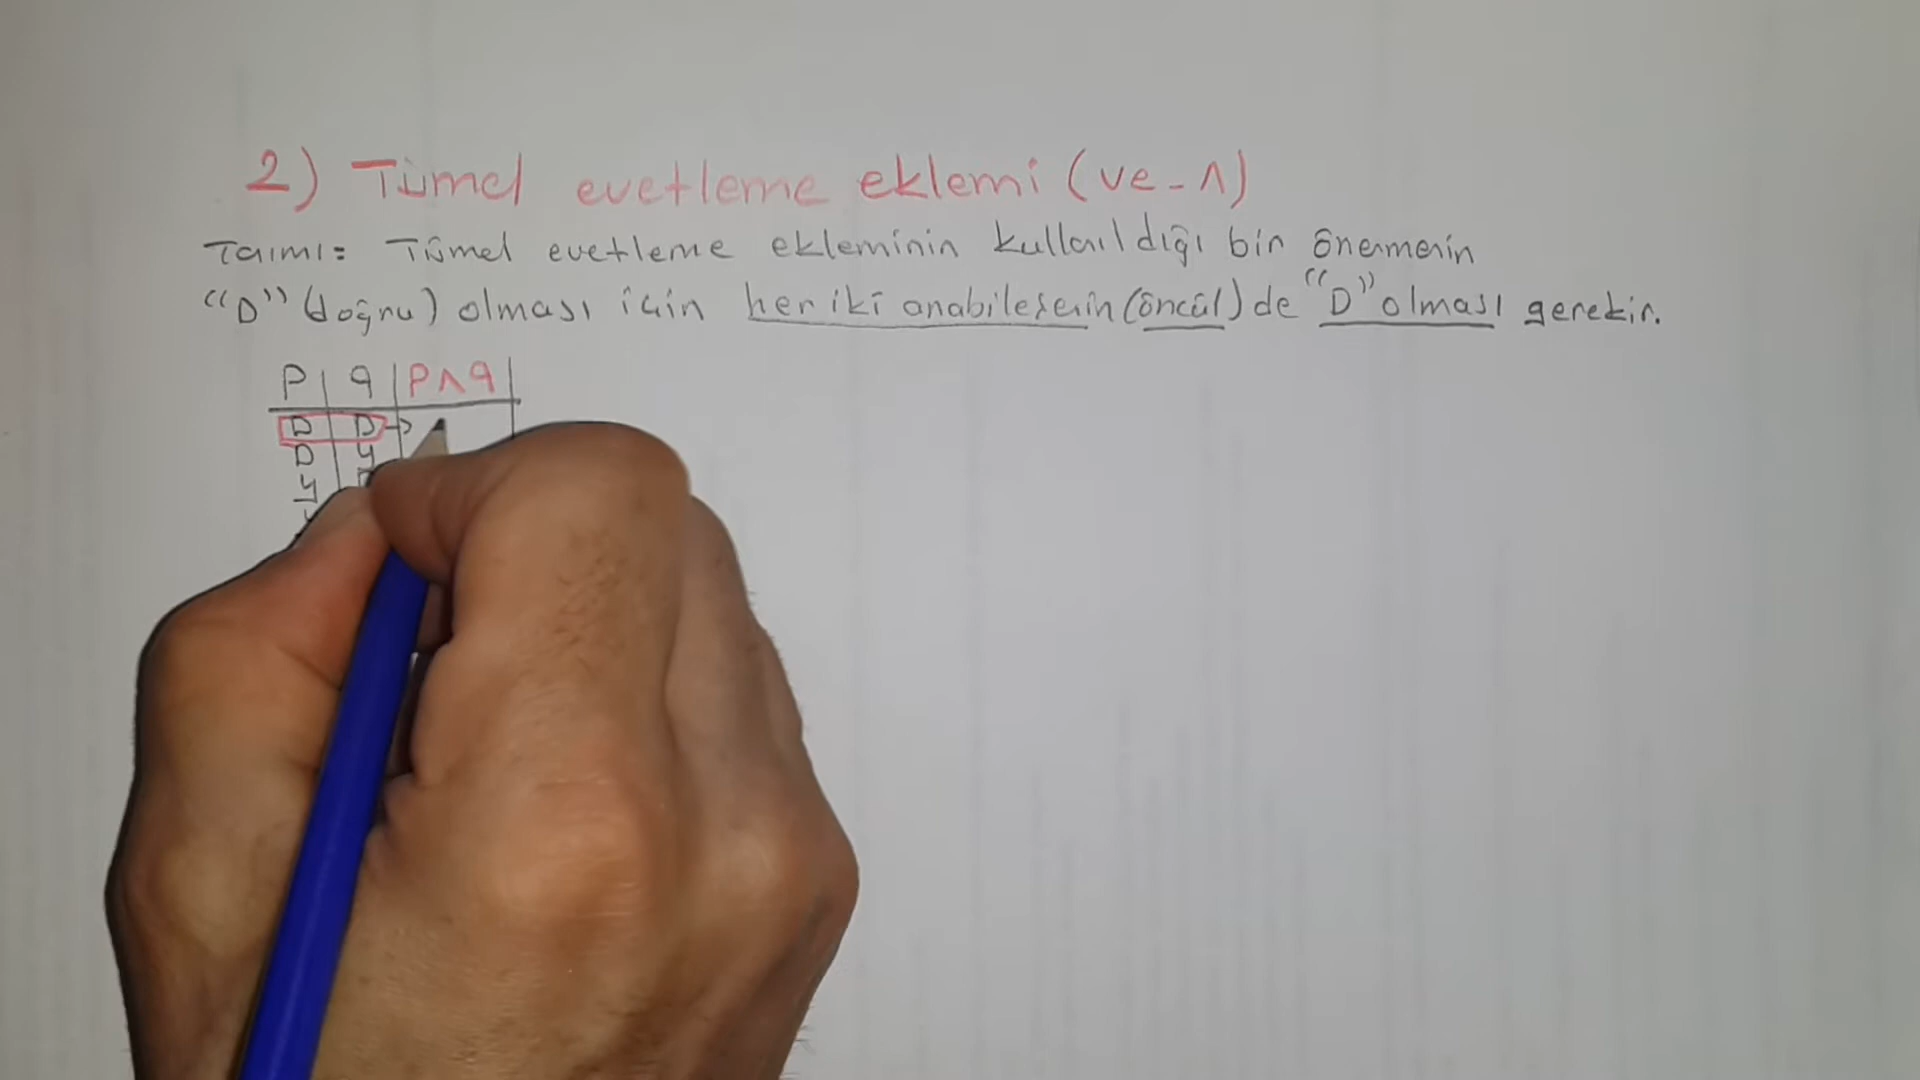 2) Tümel evetleme eklemi (ve - ∧)
Taımı: Tümel evetleme ekleminin kullanıldığı bir önermenin
"D" (doğru) olması için her iki anabileşenin (öncül) de "D" olması gerekir.
P q P∧q
D D →
D y
y